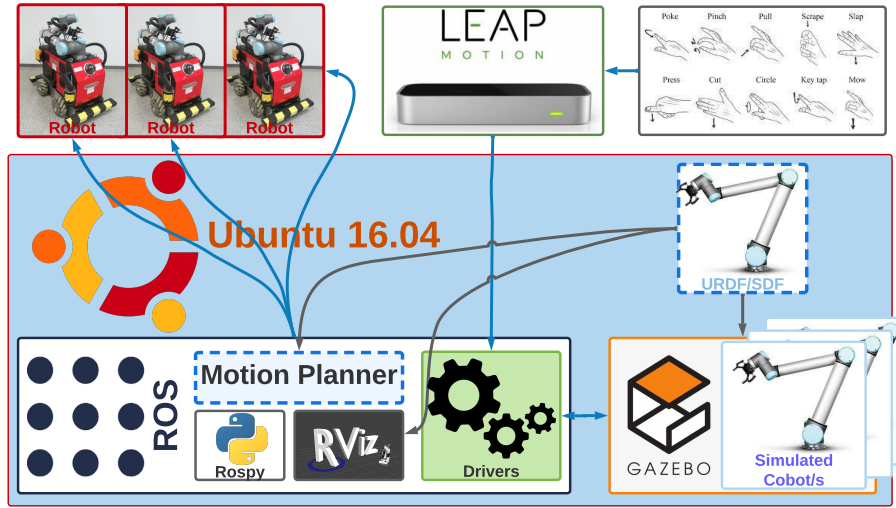 Robot
Robot
Robot
LEAP
MOTION
Poke
Pinch
Pull
Scrape
Slap
Press
Cut
Circle
Key tap
Mow
Ubuntu 16.04
URDF/SDF
ROS
Motion Planner
Rospy
RViz
Drivers
GAZEBO
Simulated
Cobot/s